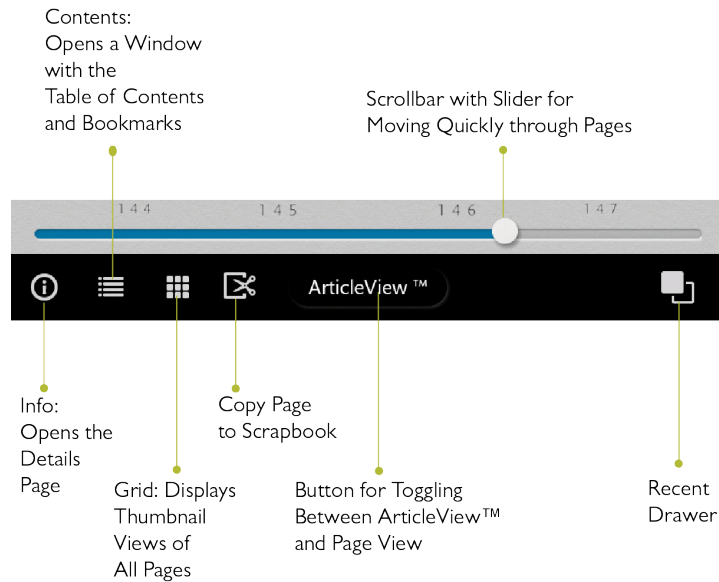 Contents:
Opens a Window
with the
Table of Contents
and Bookmarks
Scrollbar with Slider for
Moving Quickly through Pages
144 145 146 147
ArticleView ™
Info:
Opens the
Details
Page
Copy Page
to Scrapbook
Grid: Displays
Thumbnail
Views of
All Pages
Button for Toggling
Between ArticleView™
and Page View
Recent
Drawer